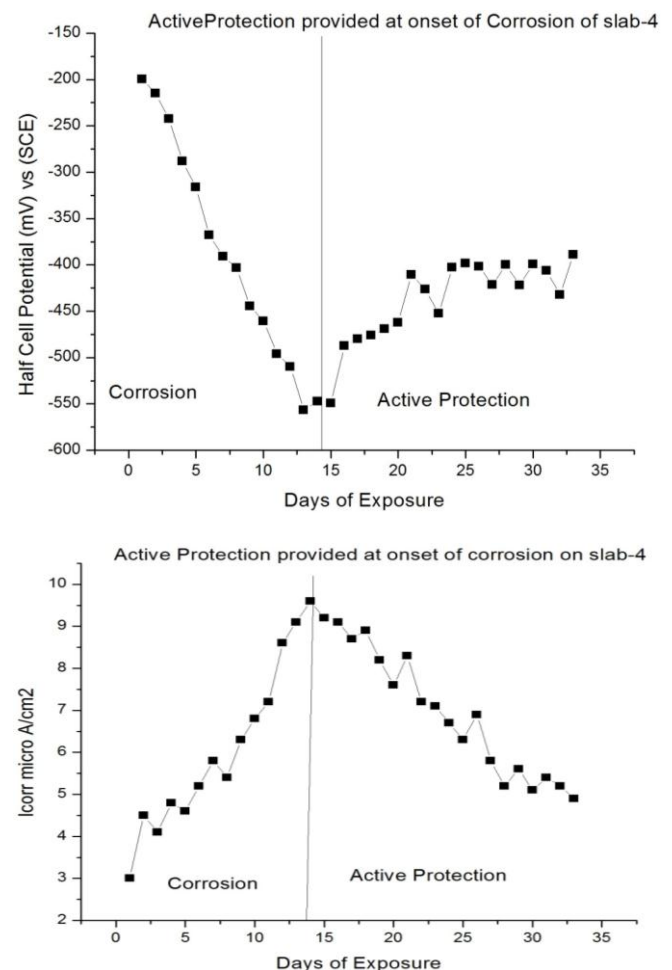 ActiveProtection provided at onset of Corrosion of slab-4
-150
-200
-250
-300
-350
-400
-450
-500
-550
-600
Half Cell Potential (mV) vs (SCE)
Corrosion
Active Protection
0 5 10 15 20 25 30 35
Days of Exposure
Active Protection provided at onset of corrosion on slab-4
10
9
8
7
6
5
4
3
2
Icorr micro A/cm2
Corrosion
Active Protection
0 5 10 15 20 25 30 35
Days of Exposure